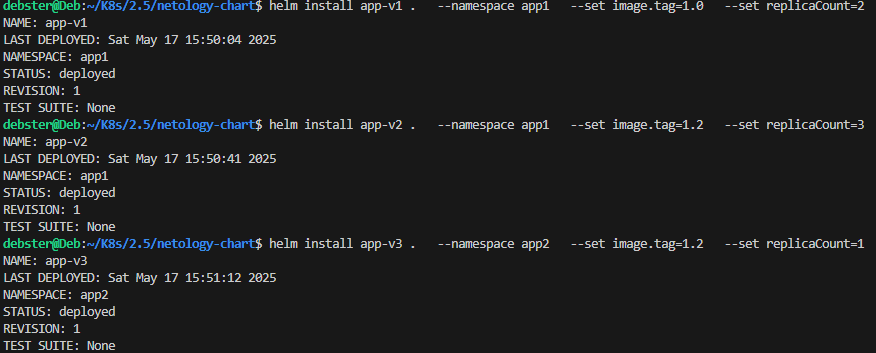 debster@Deb:~/K8s/2.5/netology-chart$ helm install app-v1 .   --namespace app1   --set image.tag=1.0   --set replicaCount=2
NAME: app-v1
LAST DEPLOYED: Sat May 17 15:50:04 2025
NAMESPACE: app1
STATUS: deployed
REVISION: 1
TEST SUITE: None
debster@Deb:~/K8s/2.5/netology-chart$ helm install app-v2 .   --namespace app1   --set image.tag=1.2   --set replicaCount=3
NAME: app-v2
LAST DEPLOYED: Sat May 17 15:50:41 2025
NAMESPACE: app1
STATUS: deployed
REVISION: 1
TEST SUITE: None
debster@Deb:~/K8s/2.5/netology-chart$ helm install app-v3 .   --namespace app2   --set image.tag=1.2   --set replicaCount=1
NAME: app-v3
LAST DEPLOYED: Sat May 17 15:51:12 2025
NAMESPACE: app2
STATUS: deployed
REVISION: 1
TEST SUITE: None